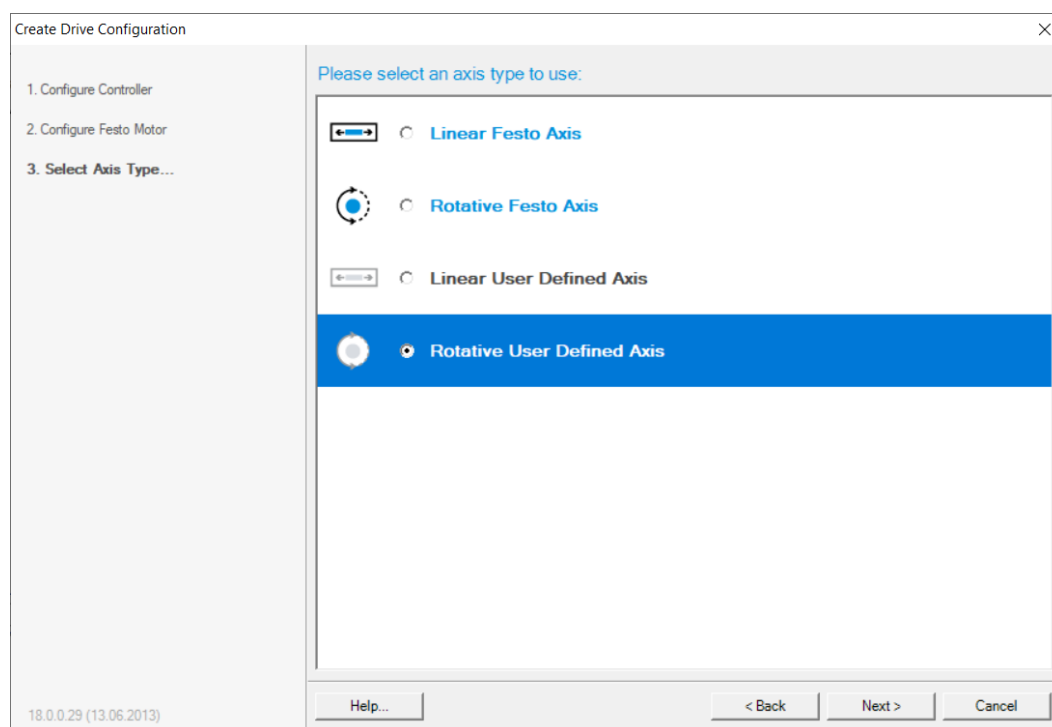 Create Drive Configuration
1. Configure Controller
2. Configure Festo Motor
3. Select Axis Type...
Please select an axis type to use:
Linear Festo Axis
Rotative Festo Axis
Linear User Defined Axis
Rotative User Defined Axis
18.0.0.29 (13.06.2013)
Help...
< Back
Next >
Cancel